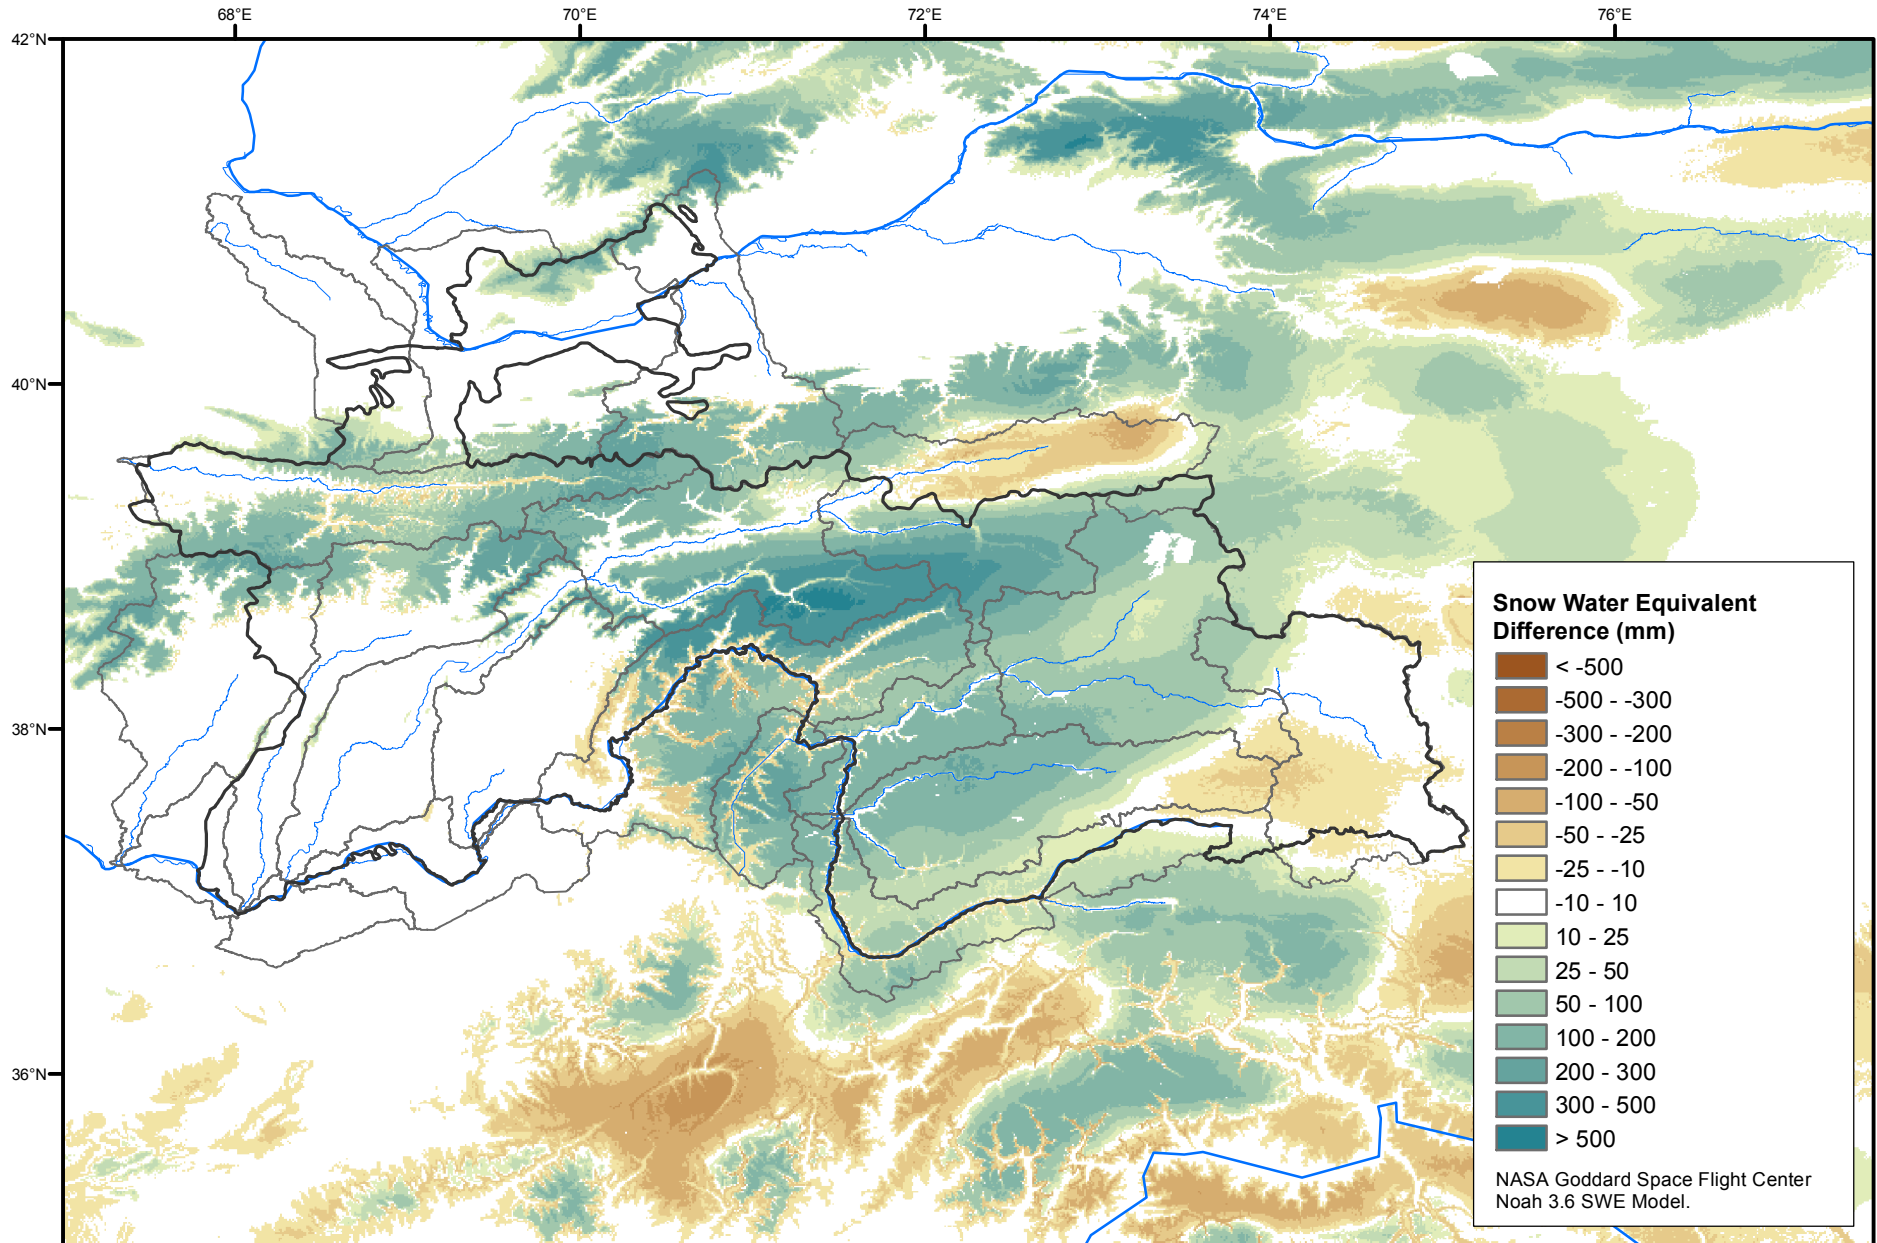 68°E
70°E
72°E
74°E
76°E
42°N
40°N
38°N
36°N
Snow Water Equivalent
Difference (mm)
< -500
-500 - -300
-300 - -200
-200 - -100
-100 - -50
-50 - -25
-25 - -10
-10 - 10
10 - 25
25 - 50
50 - 100
100 - 200
200 - 300
300 - 500
> 500
NASA Goddard Space Flight Center
Noah 3.6 SWE Model.